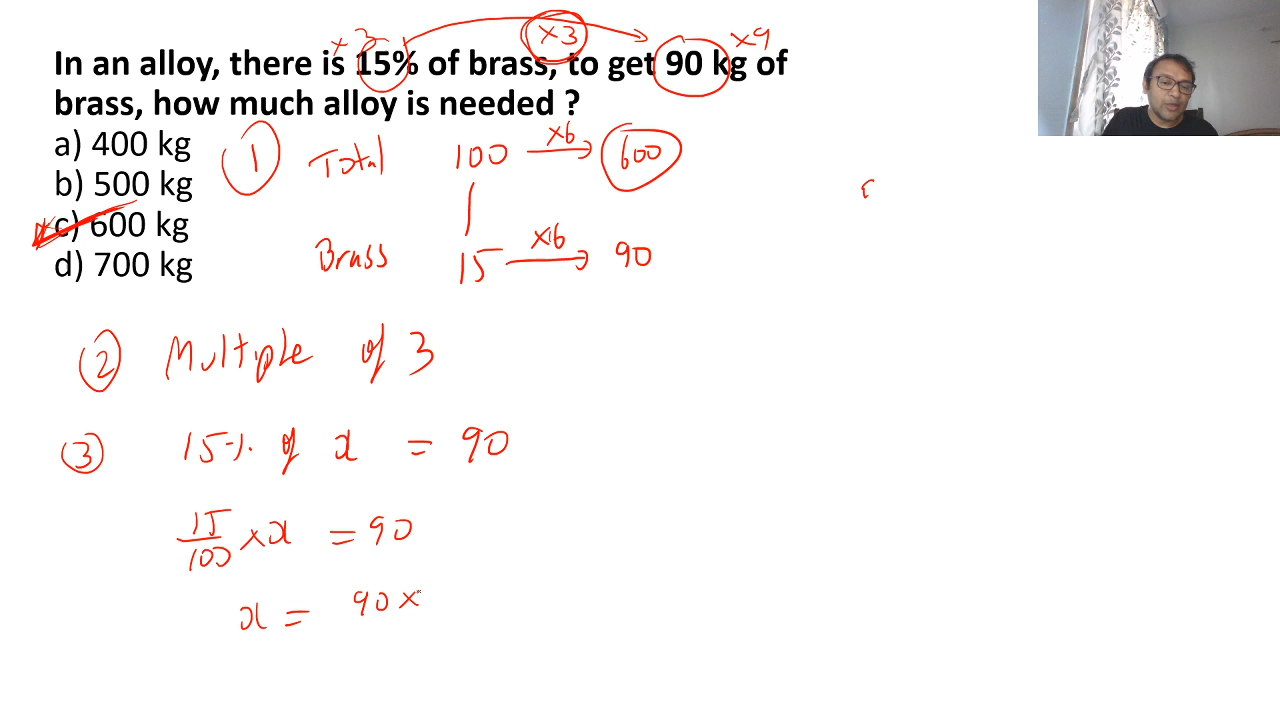 ×3 ×3 ×9
In an alloy, there is 15% of brass, to get 90 kg of
brass, how much alloy is needed ?
a) 400 kg
b) 500 kg
c) 600 kg
d) 700 kg
① Total 100 ×6 → 600
Brass 15 ×6 → 90
② Multiple of 3
③ 15% of x = 90
15/100 × x = 90
x = 90 ×